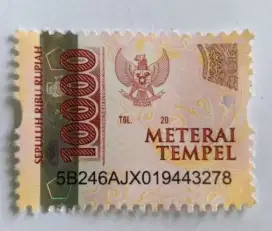 SEPULUH RIBU RUPIAH
10000
TGL. 20
METERAI
TEMPEL
5B246AJX019443278